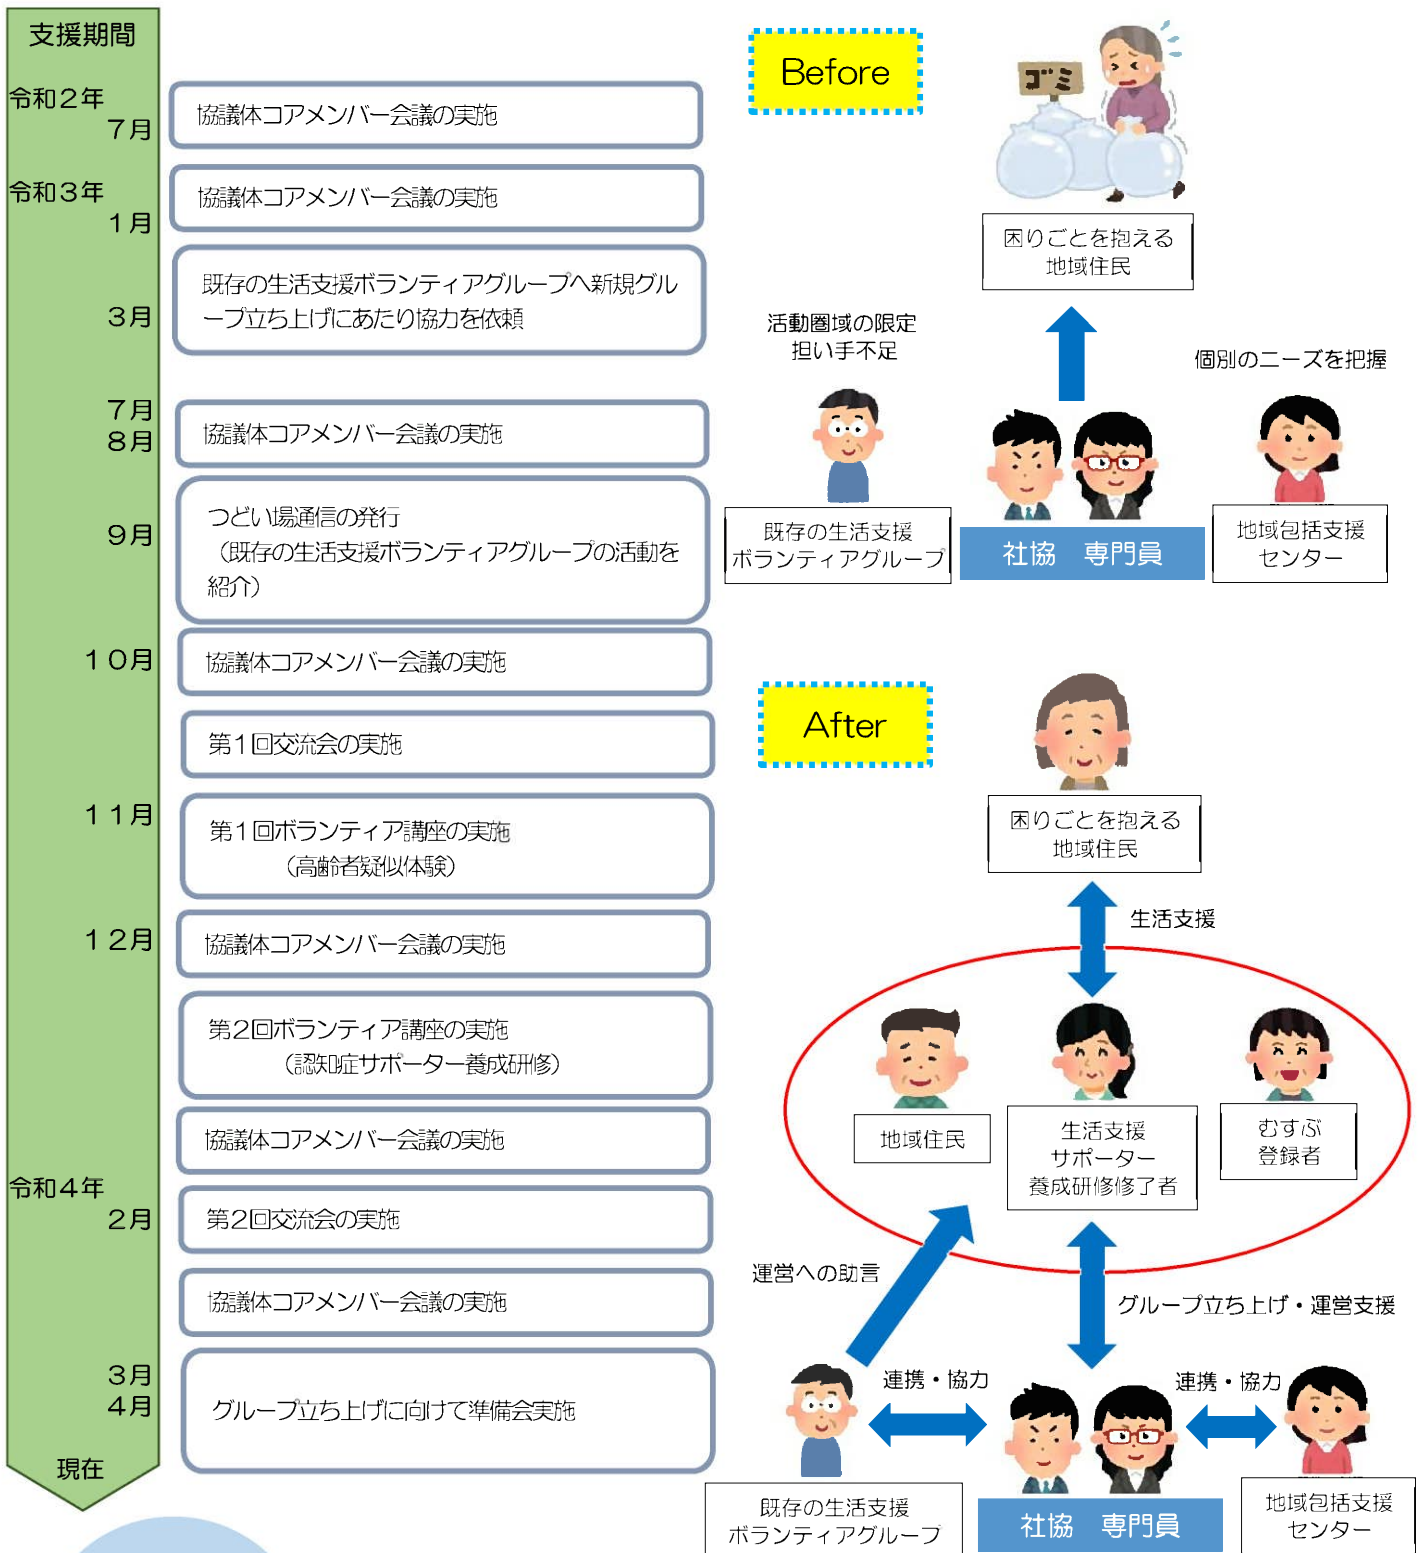 支援期間
令和２年
７月
協議体コアメンバー会議の実施
令和３年
１月
協議体コアメンバー会議の実施
３月
既存の生活支援ボランティアグループへ新規グル
ープ立ち上げにあたり協力を依頼
７月
８月
協議体コアメンバー会議の実施
９月
つどい場通信の発行
（既存の生活支援ボランティアグループの活動を
紹介）
１０月
協議体コアメンバー会議の実施
第１回交流会の実施
１１月
第１回ボランティア講座の実施
（高齢者疑似体験）
１２月
協議体コアメンバー会議の実施
第２回ボランティア講座の実施
（認知症サポーター養成研修）
協議体コアメンバー会議の実施
令和４年
２月
第２回交流会の実施
協議体コアメンバー会議の実施
３月
４月
グループ立ち上げに向けて準備会実施
現在
Before
ゴミ
困りごとを抱える
地域住民
活動圏域の限定
担い手不足
個別のニーズを把握
既存の生活支援
ボランティアグループ
社協　専門員
地域包括支援
センター
After
困りごとを抱える
地域住民
生活支援
地域住民
生活支援
サポーター
養成研修修了者
むすぶ
登録者
運営への助言
グループ立ち上げ・運営支援
連携・協力
連携・協力
既存の生活支援
ボランティアグループ
社協　専門員
地域包括支援
センター